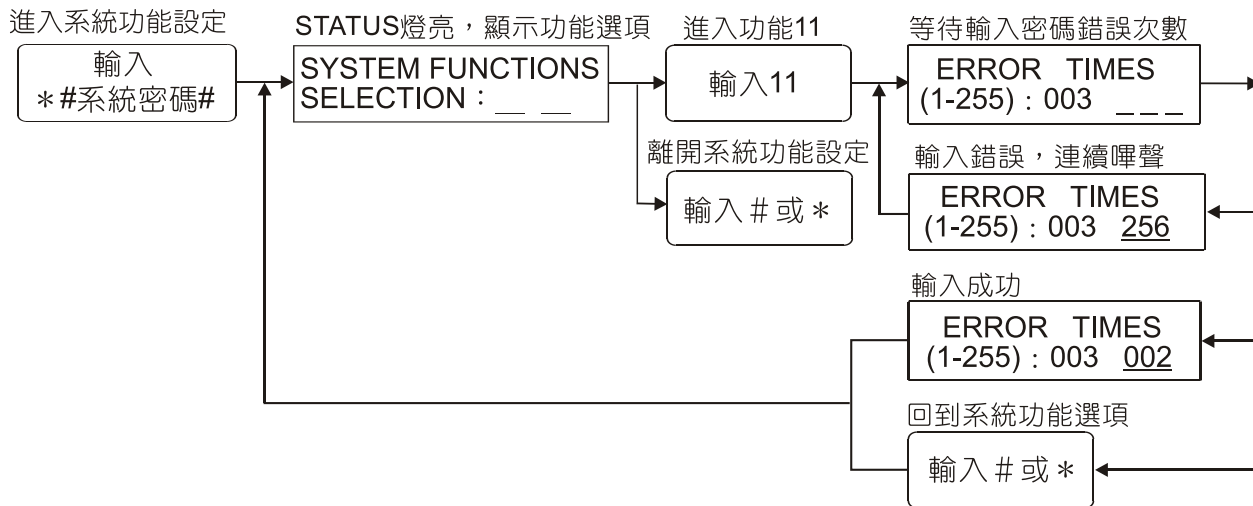 進入系統功能設定
輸入
*#系統密碼#
STATUS燈亮,顯示功能選項
SYSTEM FUNCTIONS
SELECTION:__ __
進入功能11
輸入11
離開系統功能設定
輸入#或*
等待輸入密碼錯誤次數
ERROR TIMES
(1-255):003 _ _ _
輸入錯誤,連續嗶聲
ERROR TIMES
(1-255):003 256
輸入成功
ERROR TIMES
(1-255):003 002
回到系統功能選項
輸入#或*